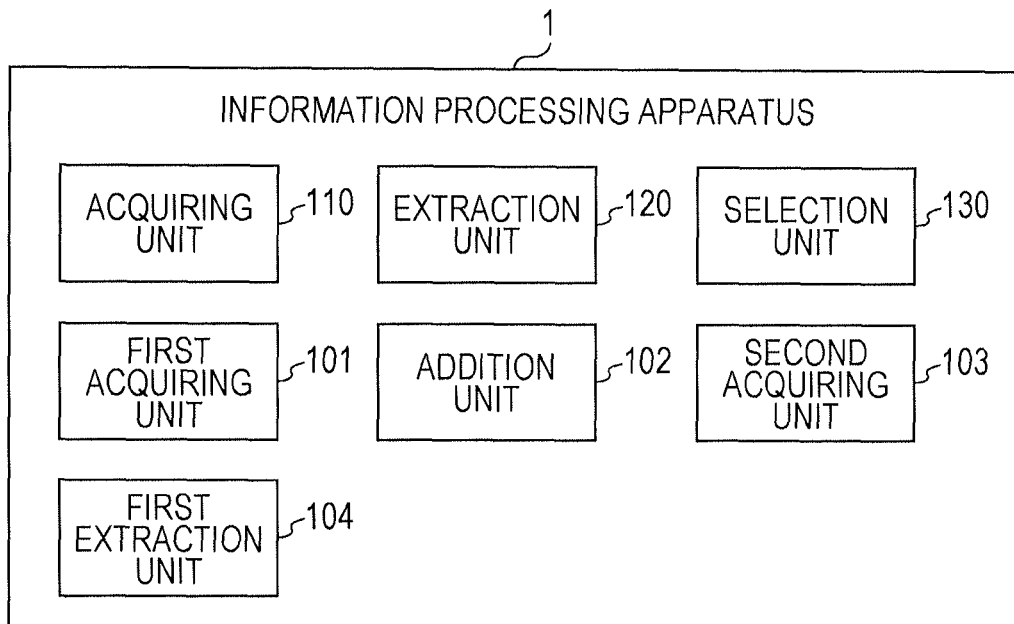 1
INFORMATION PROCESSING APPARATUS
ACQUIRING
UNIT
110
EXTRACTION
UNIT
120
SELECTION
UNIT
130
FIRST
ACQUIRING
UNIT
101
ADDITION
UNIT
102
SECOND
ACQUIRING
UNIT
103
FIRST
EXTRACTION
UNIT
104